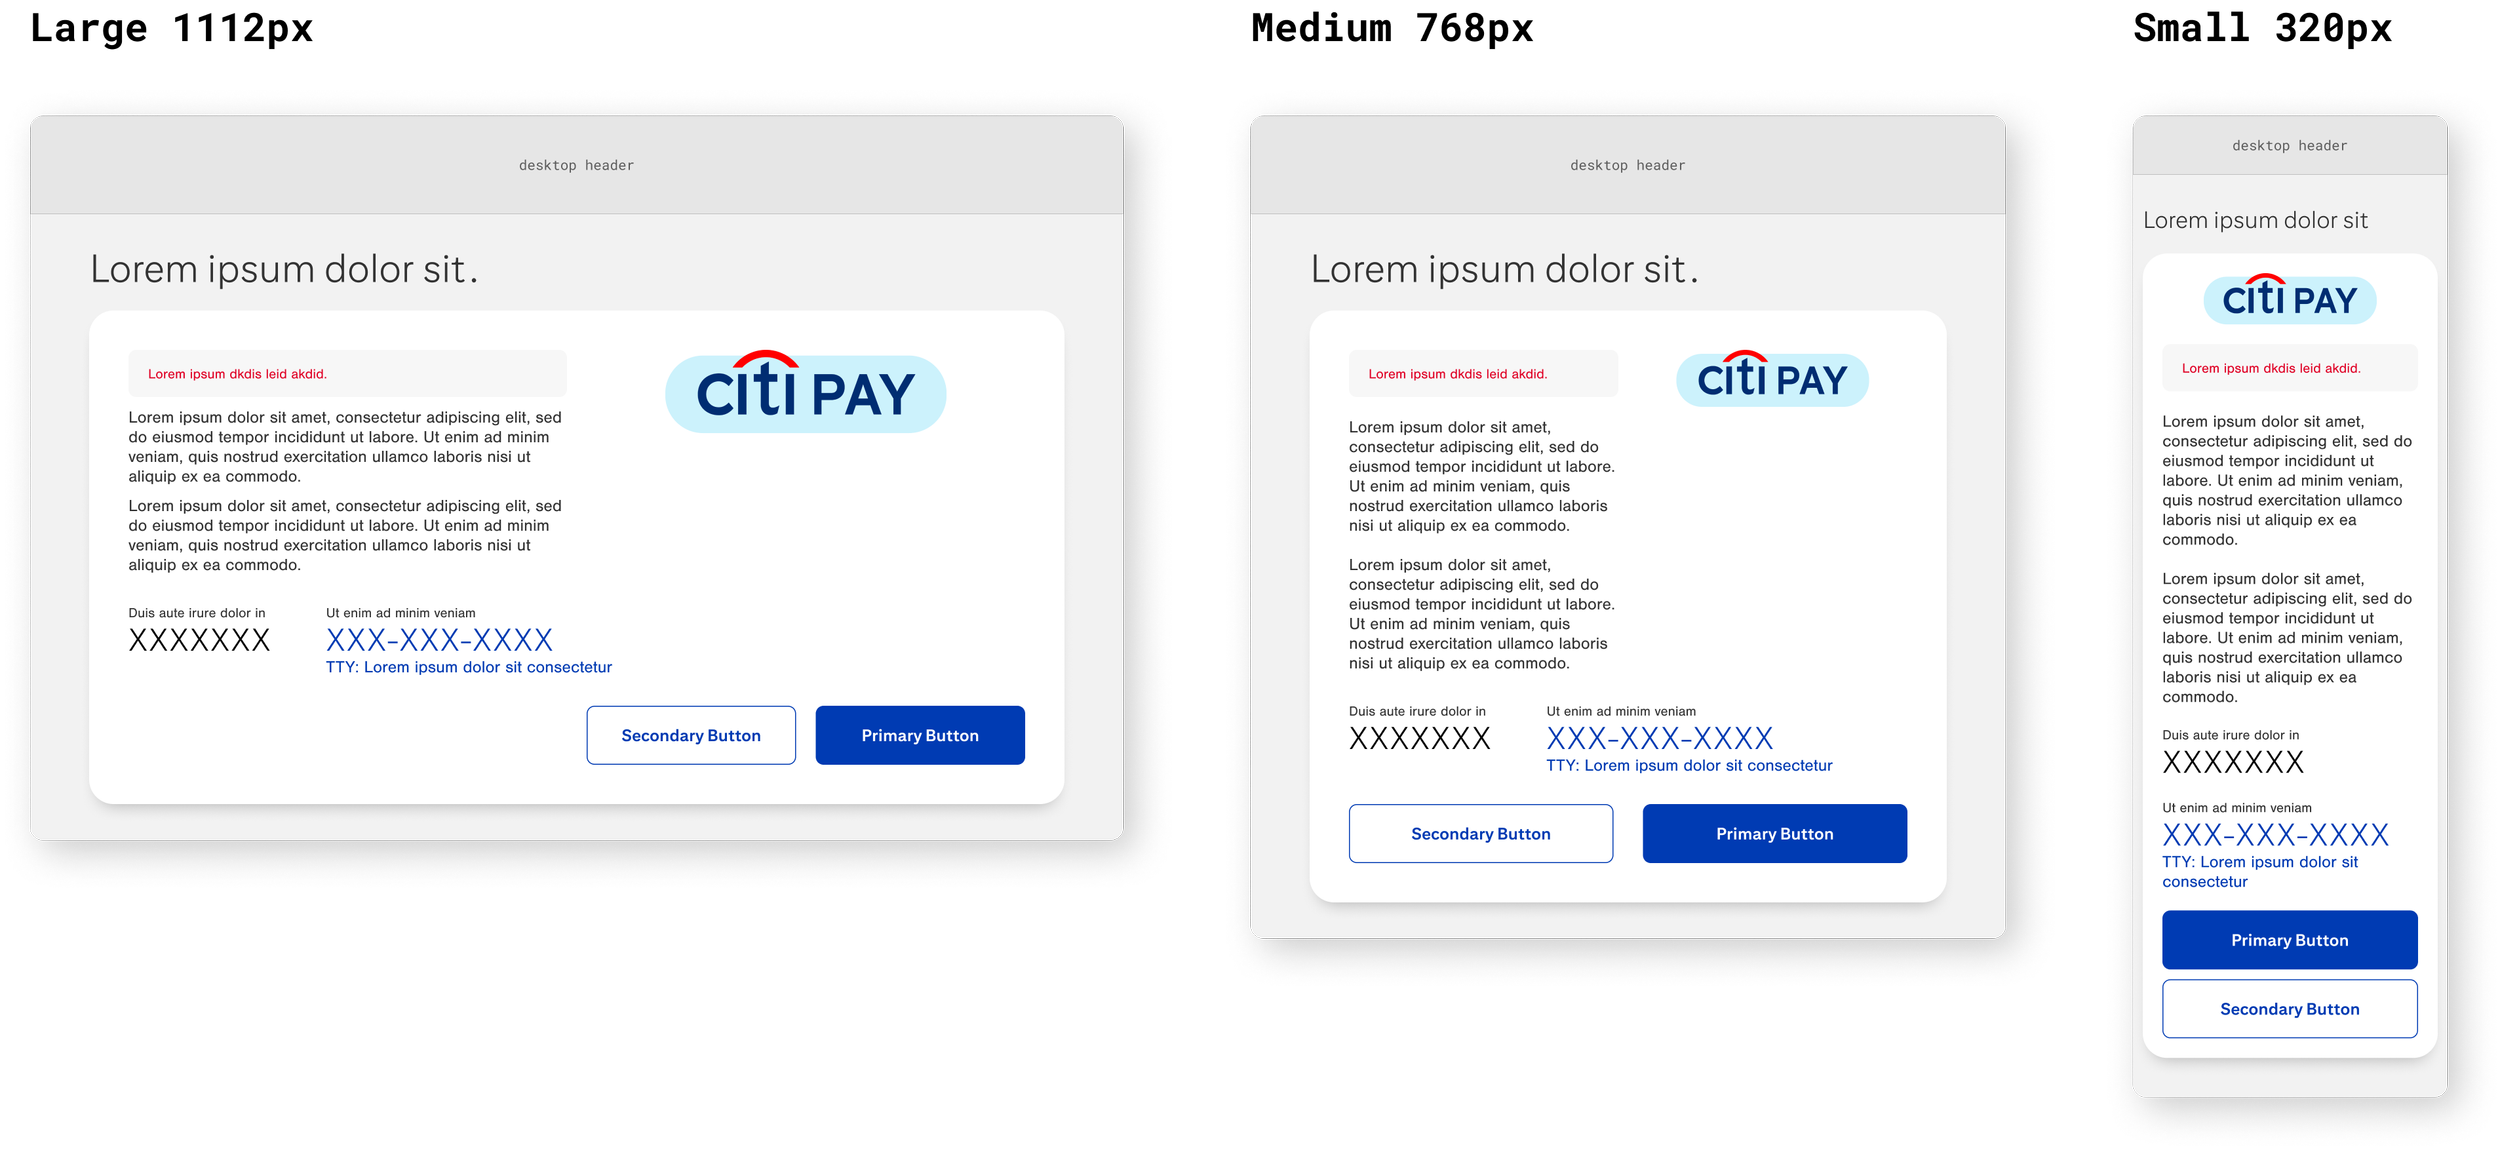 Large 1112px
desktop header
Lorem ipsum dolor sit.
Lorem ipsum dkdis leid akdid.
citi PAY
Lorem ipsum dolor sit amet, consectetur adipiscing elit, sed
do eiusmod tempor incididunt ut labore. Ut enim ad minim
veniam, quis nostrud exercitation ullamco laboris nisi ut
aliquip ex ea commodo.
Lorem ipsum dolor sit amet, consectetur adipiscing elit, sed
do eiusmod tempor incididunt ut labore. Ut enim ad minim
veniam, quis nostrud exercitation ullamco laboris nisi ut
aliquip ex ea commodo.
Duis aute irure dolor in
XXXXXXX
Ut enim ad minim veniam
XXX-XXX-XXXX
TTY: Lorem ipsum dolor sit consectetur
Secondary Button
Primary Button
Medium 768px
desktop header
Lorem ipsum dolor sit.
Lorem ipsum dkdis leid akdid.
citi PAY
Lorem ipsum dolor sit amet,
consectetur adipiscing elit, sed do
eiusmod tempor incididunt ut labore.
Ut enim ad minim veniam, quis
nostrud exercitation ullamco laboris
nisi ut aliquip ex ea commodo.
Lorem ipsum dolor sit amet,
consectetur adipiscing elit, sed do
eiusmod tempor incididunt ut labore.
Ut enim ad minim veniam, quis
nostrud exercitation ullamco laboris
nisi ut aliquip ex ea commodo.
Duis aute irure dolor in
XXXXXXX
Ut enim ad minim veniam
XXX-XXX-XXXX
TTY: Lorem ipsum dolor sit consectetur
Secondary Button
Primary Button
Small 320px
desktop header
Lorem ipsum dolor sit
citi PAY
Lorem ipsum dkdis leid akdid.
Lorem ipsum dolor sit amet,
consectetur adipiscing elit, sed do
eiusmod tempor incididunt ut
labore. Ut enim ad minim veniam,
quis nostrud exercitation ullamco
laboris nisi ut aliquip ex ea
commodo.
Lorem ipsum dolor sit amet,
consectetur adipiscing elit, sed do
eiusmod tempor incididunt ut
labore. Ut enim ad minim veniam,
quis nostrud exercitation ullamco
laboris nisi ut aliquip ex ea
commodo.
Duis aute irure dolor in
XXXXXXX
Ut enim ad minim veniam
XXX-XXX-XXXX
TTY: Lorem ipsum dolor sit
consectetur
Primary Button
Secondary Button